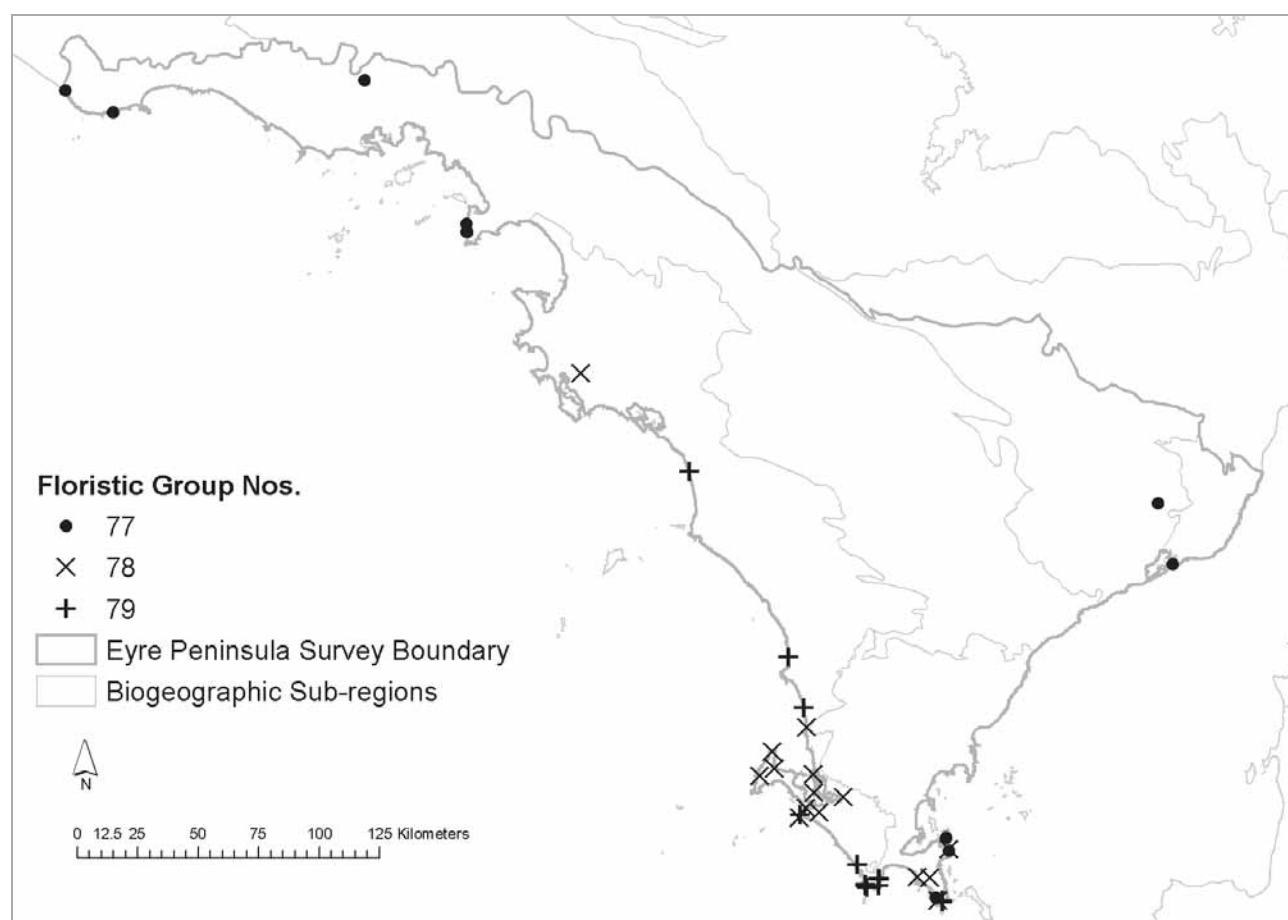 Floristic Group Nos.
77
78
79
Eyre Peninsula Survey Boundary
Biogeographic Sub-regions
N
0 12.5 25 50 75 100 125 Kilometers